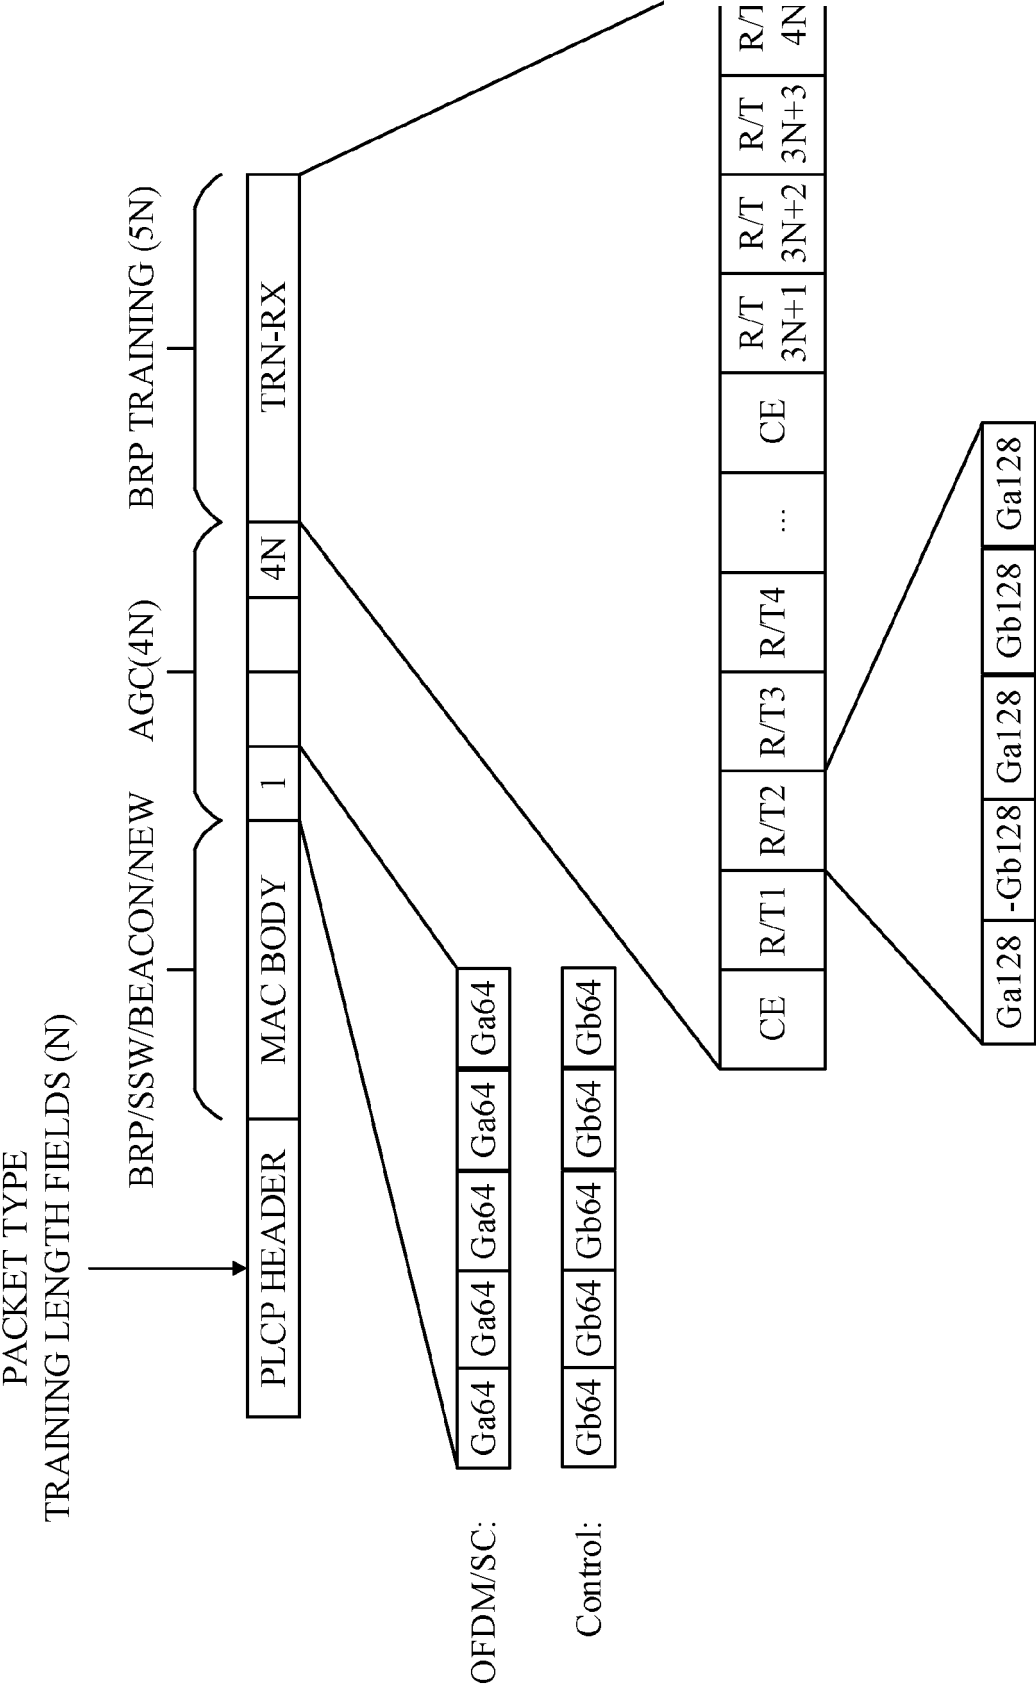 PACKET TYPE
TRAINING LENGTH FIELDS (N)
BRP/SSW/BEACON/NEW
AGC(4N)
BRP TRAINING (5N)
PLCP HEADER
MAC BODY
1
4N
TRN-RX
OFDM/SC:
Ga64
Ga64
Ga64
Ga64
Ga64
Control:
Gb64
Gb64
Gb64
Gb64
Gb64
CE
R/T1
R/T2
R/T3
R/T4
...
CE
R/T
3N+1
R/T
3N+2
R/T
3N+3
R/T
4N
Ga128
-Gb128
Ga128
Gb128
Ga128